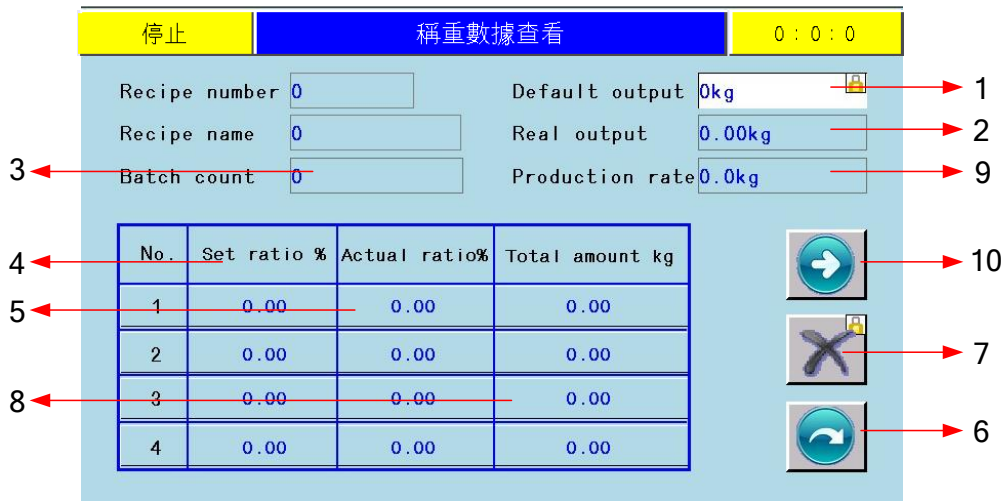 停止 稱重數據查看 0:0:0
Recipe number 0 Default output 0kg 1
Recipe name 0 Real output 0.00kg 2
3 Batch count 0 Production rate 0.0kg 9
No. Set ratio % Actual ratio% Total amount kg
4 10
1 0.00 0.00 0.00
5
2 0.00 0.00 0.00 7
3 0.00 0.00 0.00
8
4 0.00 0.00 0.00 6